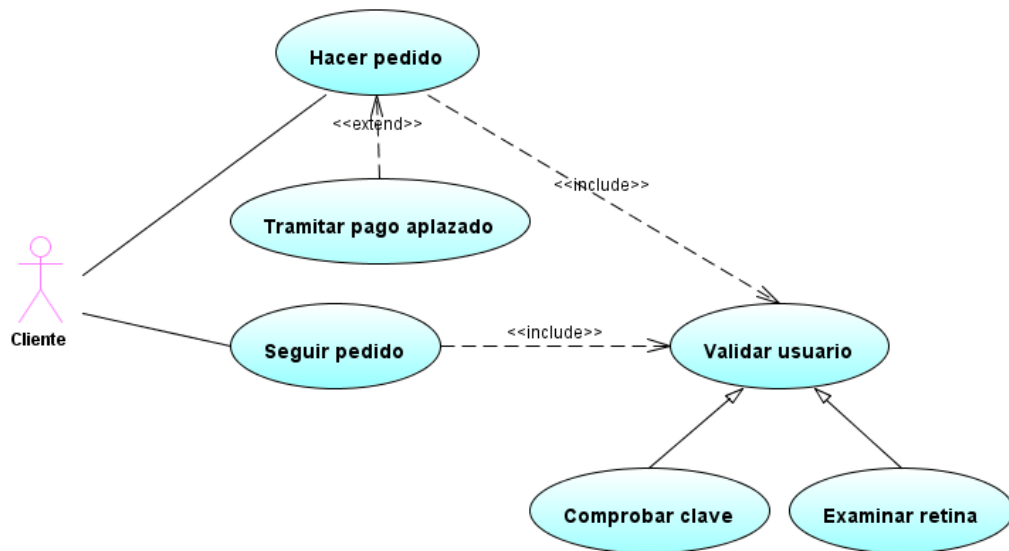 Hacer pedido
<<extend>>
<<include>>
Tramitar pago aplazado
Cliente
Seguir pedido
<<include>>
Validar usuario
Comprobar clave
Examinar retina